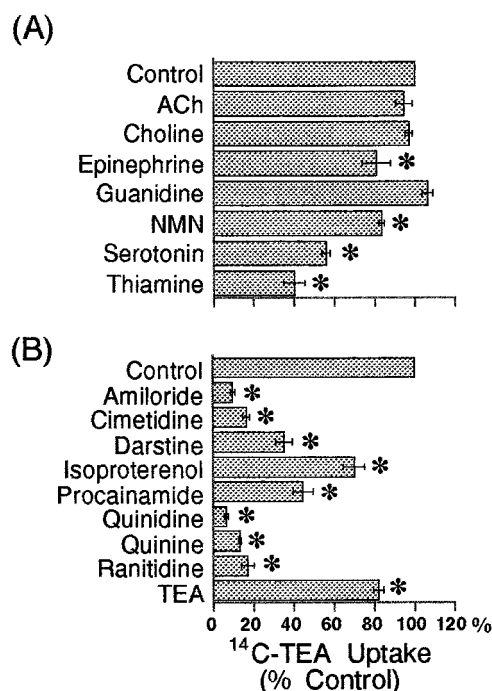 (A)
Control
ACh
Choline
Epinephrine *
Guanidine
NMN *
Serotonin *
Thiamine *
(B)
Control
Amiloride *
Cimetidine *
Darstine *
Isoproterenol *
Procainamide *
Quinidine *
Quinine *
Ranitidine *
TEA *
0 20 40 60 80 100 120 %
¹⁴C-TEA Uptake
(% Control)